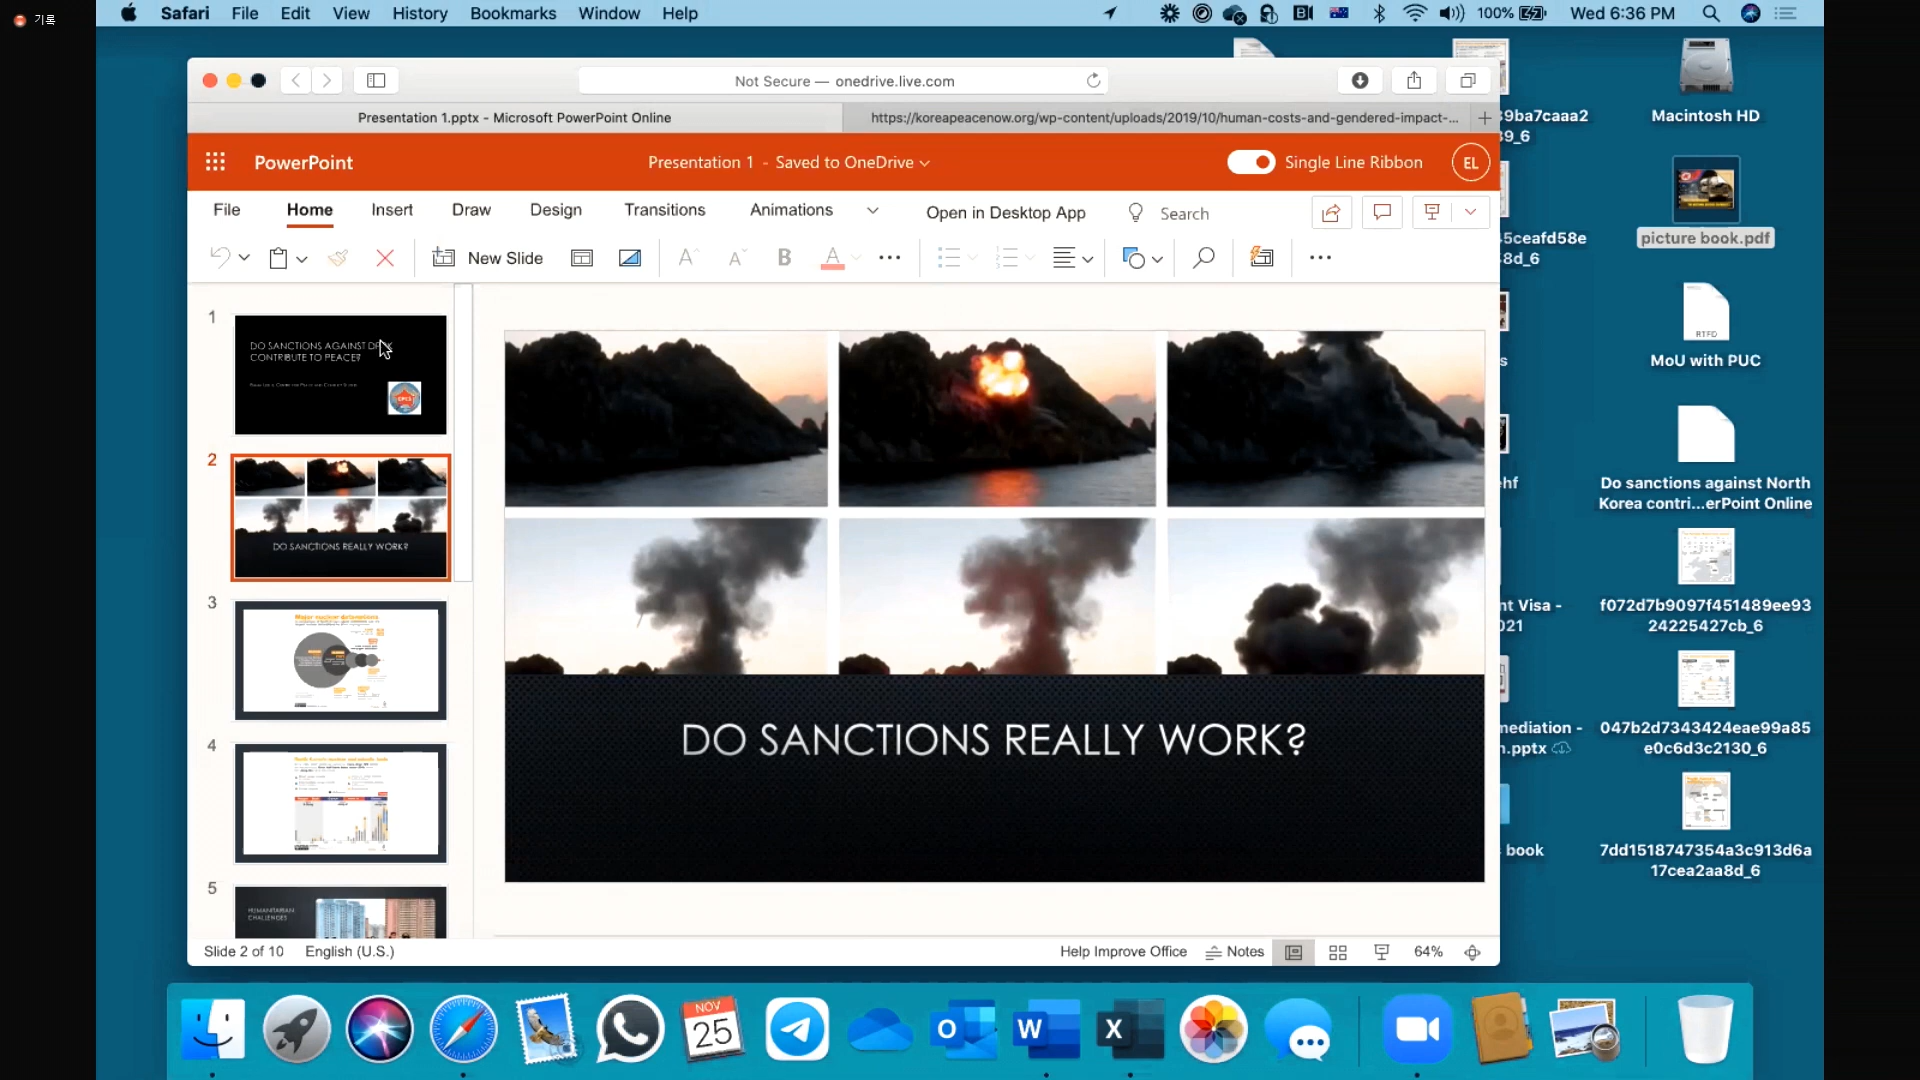 기록
Safari File Edit View History Bookmarks Window Help
100%
Wed 6:36 PM
Not Secure — onedrive.live.com
Presentation 1.pptx - Microsoft PowerPoint Online
https://koreapeacenow.org/wp-content/uploads/2019/10/human-costs-and-gendered-impact-...
PowerPoint
Presentation 1 - Saved to OneDrive
Single Line Ribbon
EL
File Home Insert Draw Design Transitions Animations
Open in Desktop App
Search
New Slide
1
DO SANCTIONS AGAINST
CONTRIBUTE TO PEACE?
2
DO SANCTIONS REALLY WORK?
3
Major nuclear detonations
4
5
HUMANITARIAN
CHALLENGES
DO SANCTIONS REALLY WORK?
Slide 2 of 10
English (U.S.)
Help Improve Office
Notes
64%
9ba7caaa2
9_6
Macintosh HD
5ceafd58e
8d_6
picture book.pdf
RTFD
MoU with PUC
Do sanctions against North
Korea contri...erPoint Online
nt Visa -
021
f072d7b9097f451489ee93
24225427cb_6
mediation -
n.pptx
047b2d7343424eae99a85
e0c6d3c2130_6
book
7dd1518747354a3c913d6a
17cea2aa8d_6
NOV
25
O
W
X